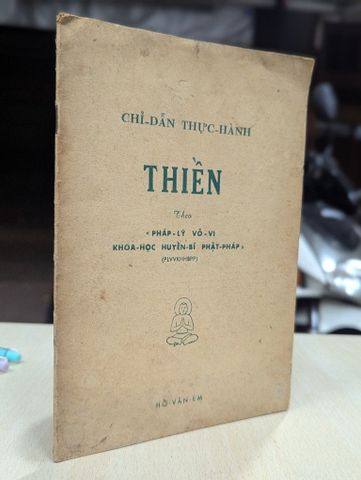 CHỈ-DẪN THỰC-HÀNH
THIỀN
Theo
« PHÁP-LÝ VÔ-VI
KHOA-HỌC HUYỀN-BÍ PHẬT-PHÁP»
(PLVVKHHBPP)
HỒ-VĂN-EM